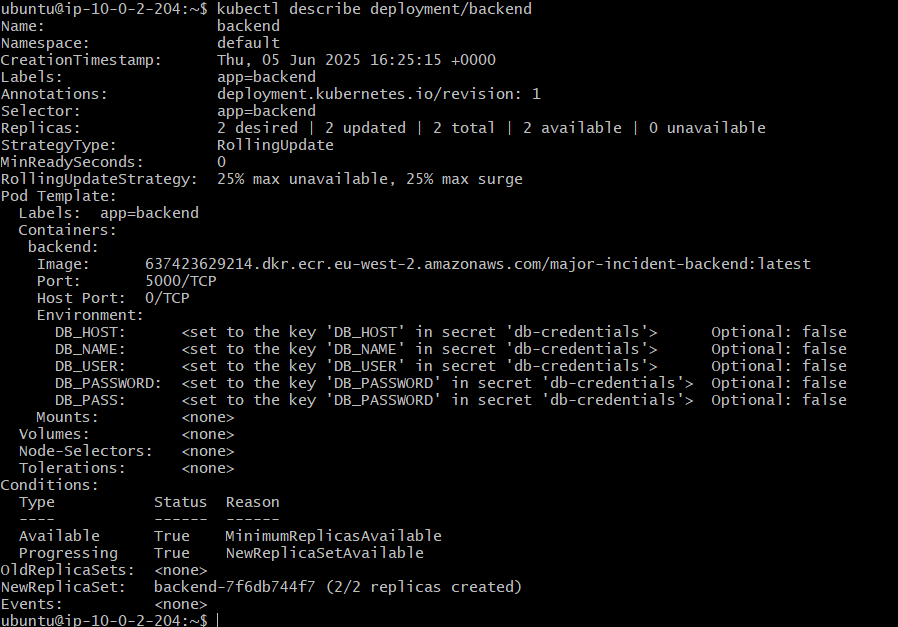 ubuntu@ip-10-0-2-204:~$ kubectl describe deployment/backend
Name:                   backend
Namespace:              default
CreationTimestamp:      Thu, 05 Jun 2025 16:25:15 +0000
Labels:                 app=backend
Annotations:            deployment.kubernetes.io/revision: 1
Selector:               app=backend
Replicas:               2 desired | 2 updated | 2 total | 2 available | 0 unavailable
StrategyType:           RollingUpdate
MinReadySeconds:        0
RollingUpdateStrategy:  25% max unavailable, 25% max surge
Pod Template:
  Labels:  app=backend
  Containers:
   backend:
    Image:      637423629214.dkr.ecr.eu-west-2.amazonaws.com/major-incident-backend:latest
    Port:       5000/TCP
    Host Port:  0/TCP
    Environment:
      DB_HOST:      <set to the key 'DB_HOST' in secret 'db-credentials'>      Optional: false
      DB_NAME:      <set to the key 'DB_NAME' in secret 'db-credentials'>      Optional: false
      DB_USER:      <set to the key 'DB_USER' in secret 'db-credentials'>      Optional: false
      DB_PASSWORD:  <set to the key 'DB_PASSWORD' in secret 'db-credentials'>  Optional: false
      DB_PASS:      <set to the key 'DB_PASSWORD' in secret 'db-credentials'>  Optional: false
    Mounts:         <none>
  Volumes:          <none>
  Node-Selectors:   <none>
  Tolerations:      <none>
Conditions:
  Type           Status  Reason
  ----           ------  ------
  Available      True    MinimumReplicasAvailable
  Progressing    True    NewReplicaSetAvailable
OldReplicaSets:  <none>
NewReplicaSet:   backend-7f6db744f7 (2/2 replicas created)
Events:          <none>
ubuntu@ip-10-0-2-204:~$